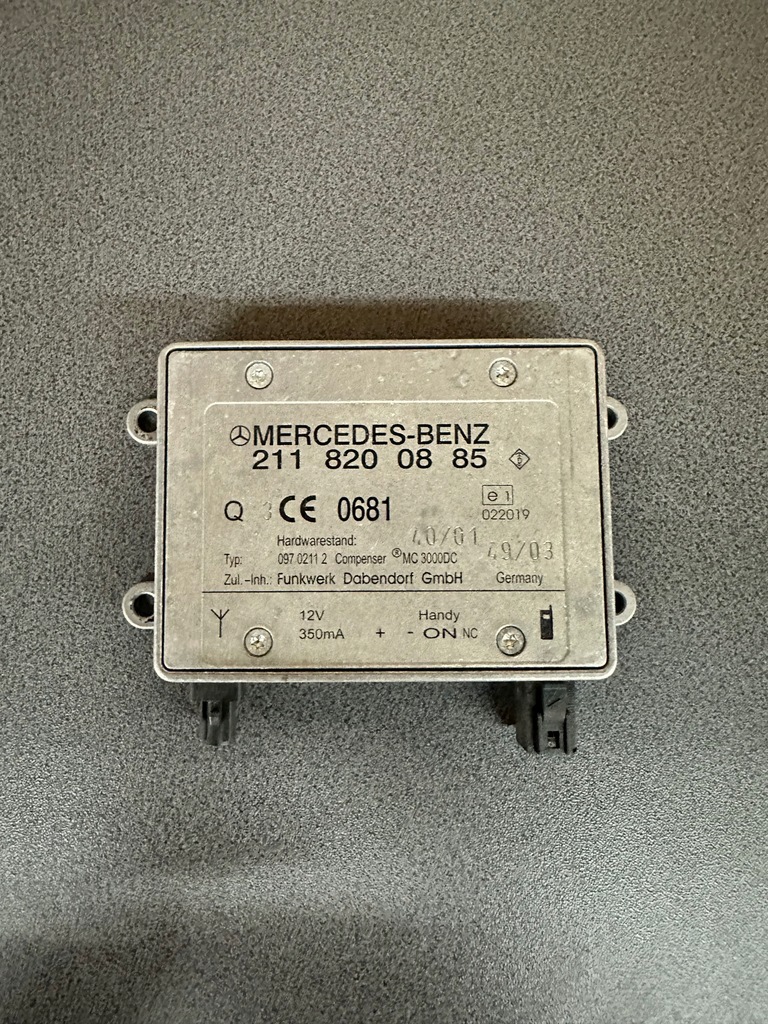 MERCEDES-BENZ
211 820 08 85
Q CE 0681
e1
022019
Hardwarestand: 40/01
49/03
Typ: 097 0211 2 Compenser ® MC 3000DC
Zul.-Inh.: Funkwerk Dabendorf GmbH Germany
12V Handy
350mA + - ON NC